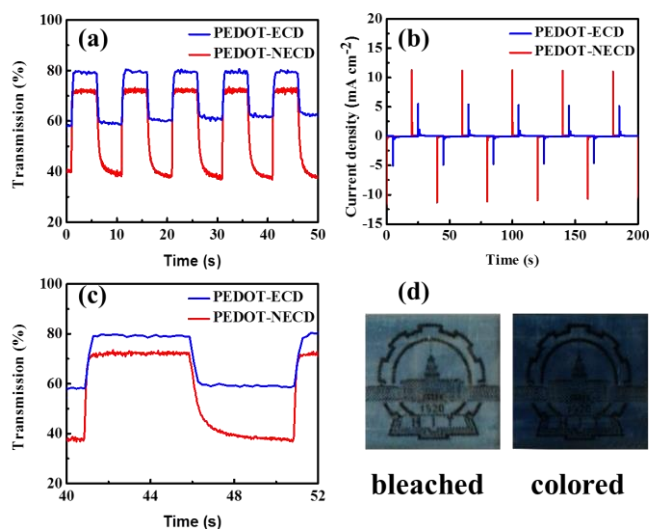 (a)
PEDOT-ECD
PEDOT-NECD
Transmission (%)
100
80
60
40
20
0 10 20 30 40 50
Time (s)
(b)
PEDOT-ECD
PEDOT-NECD
Current density (mA cm⁻²)
20
15
10
5
0
-5
-10
-15
0 50 100 150 200
Time (s)
(c)
PEDOT-ECD
PEDOT-NECD
Transmission (%)
100
80
60
40
20
40 44 48 52
Time (s)
(d)
1920
H I T
bleached
colored